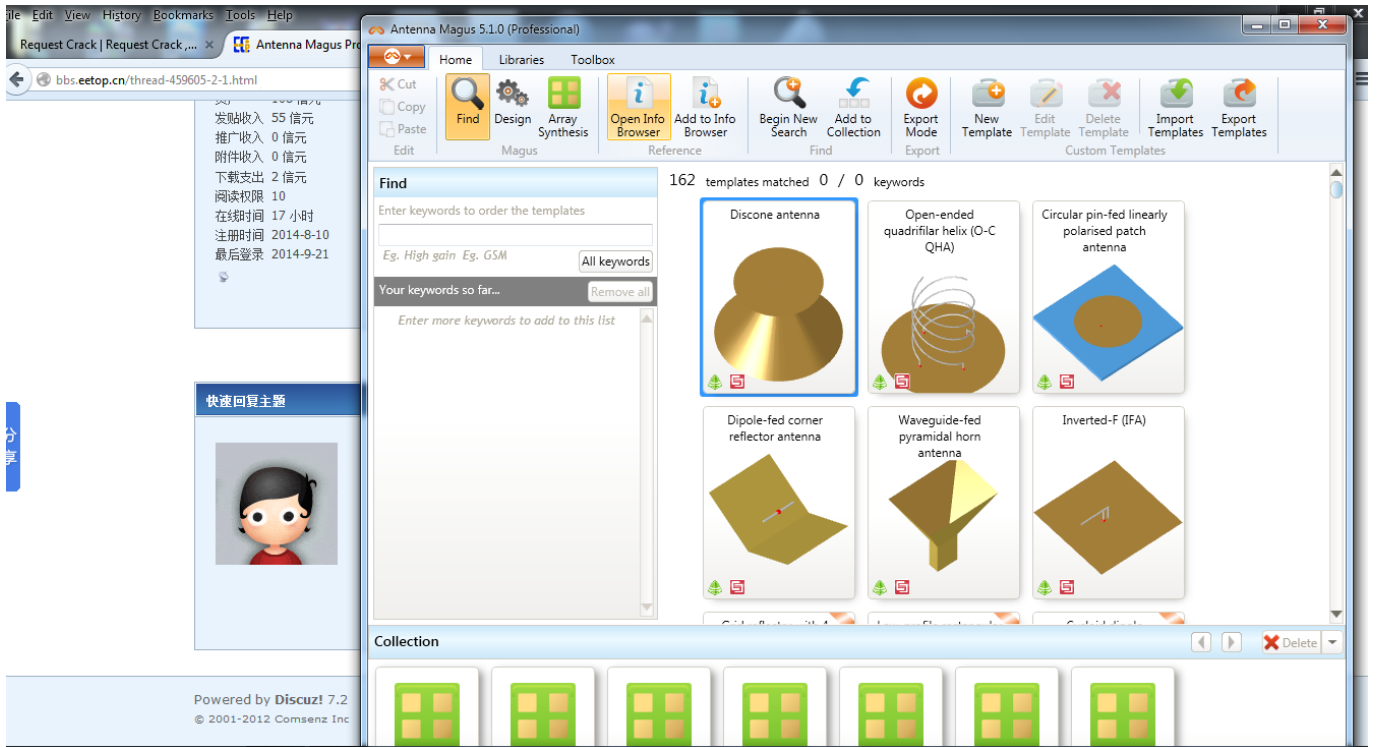 File Edit View History Bookmarks Tools Help
Request Crack | Request Crack ,... ×
Antenna Magus Pro
bbs.eetop.cn/thread-459605-2-1.html
发贴收入 55 信元
推广收入 0 信元
附件收入 0 信元
下载支出 2 信元
阅读权限 10
在线时间 17 小时
注册时间 2014-8-10
最后登录 2014-9-21
快速回复主题
分
享
Powered by Discuz! 7.2
© 2001-2012 Comsenz Inc
Antenna Magus 5.1.0 (Professional)
Home Libraries Toolbox
Cut
Copy
Paste
Edit
Find
Design
Array
Synthesis
Magus
Open Info
Browser
Add to Info
Browser
Reference
Begin New
Search
Add to
Collection
Find
Export
Mode
Export
New
Template
Edit
Template
Delete
Template
Import
Templates
Export
Templates
Custom Templates
Find
Enter keywords to order the templates
Eg. High gain Eg. GSM
All keywords
Your keywords so far...
Remove all
Enter more keywords to add to this list
162 templates matched 0 / 0 keywords
Discone antenna
Open-ended
quadrifilar helix (O-C
QHA)
Circular pin-fed linearly
polarised patch
antenna
Dipole-fed corner
reflector antenna
Waveguide-fed
pyramidal horn
antenna
Inverted-F (IFA)
Collection
Delete